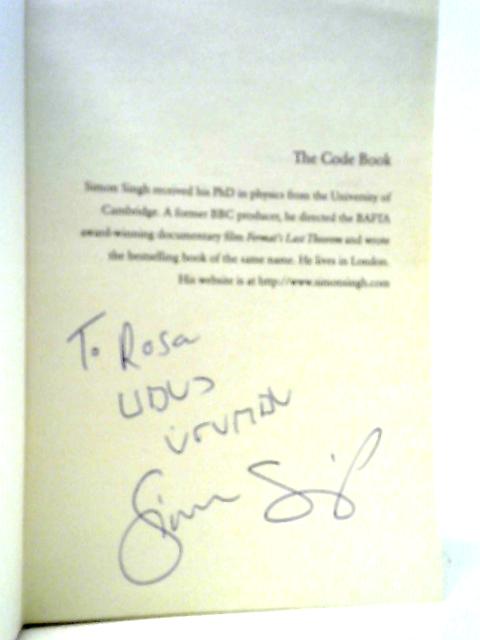 The Code Book
Simon Singh received his PhD in physics from the University of
Cambridge. A former BBC producer, he directed the BAFTA
award-winning documentary film Fermat's Last Theorem and wrote
the bestselling book of the same name. He lives in London.
His website is at http://www.simonsingh.com
To Rosa
Simon Singh